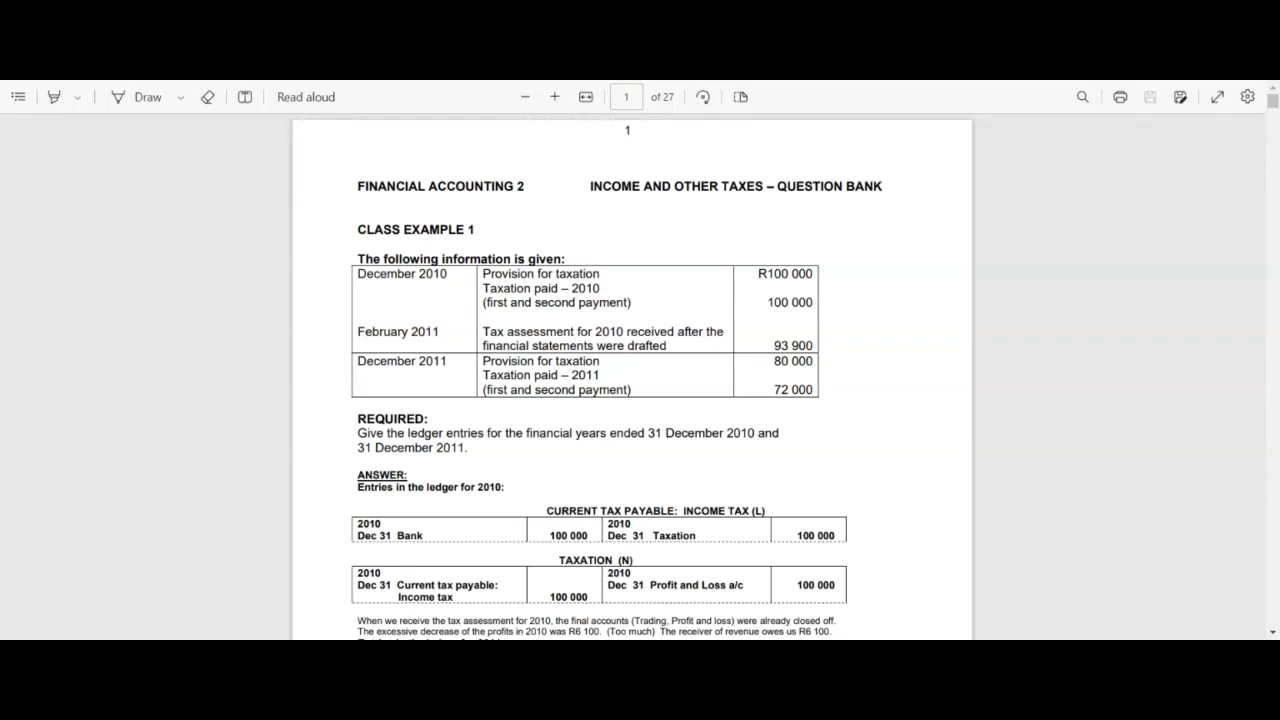 Draw
Read aloud
1
of 27
1
FINANCIAL ACCOUNTING 2 INCOME AND OTHER TAXES – QUESTION BANK
CLASS EXAMPLE 1
The following information is given:
December 2010 Provision for taxation R100 000
Taxation paid – 2010
(first and second payment) 100 000
February 2011 Tax assessment for 2010 received after the
financial statements were drafted 93 900
December 2011 Provision for taxation 80 000
Taxation paid – 2011
(first and second payment) 72 000
REQUIRED:
Give the ledger entries for the financial years ended 31 December 2010 and
31 December 2011.
ANSWER:
Entries in the ledger for 2010:
CURRENT TAX PAYABLE: INCOME TAX (L)
2010 2010
Dec 31 Bank 100 000 Dec 31 Taxation 100 000
TAXATION (N)
2010 2010
Dec 31 Current tax payable: Dec 31 Profit and Loss a/c 100 000
Income tax 100 000
When we receive the tax assessment for 2010, the final accounts (Trading, Profit and loss) were already closed off.
The excessive decrease of the profits in 2010 was R6 100. (Too much) The receiver of revenue owes us R6 100.